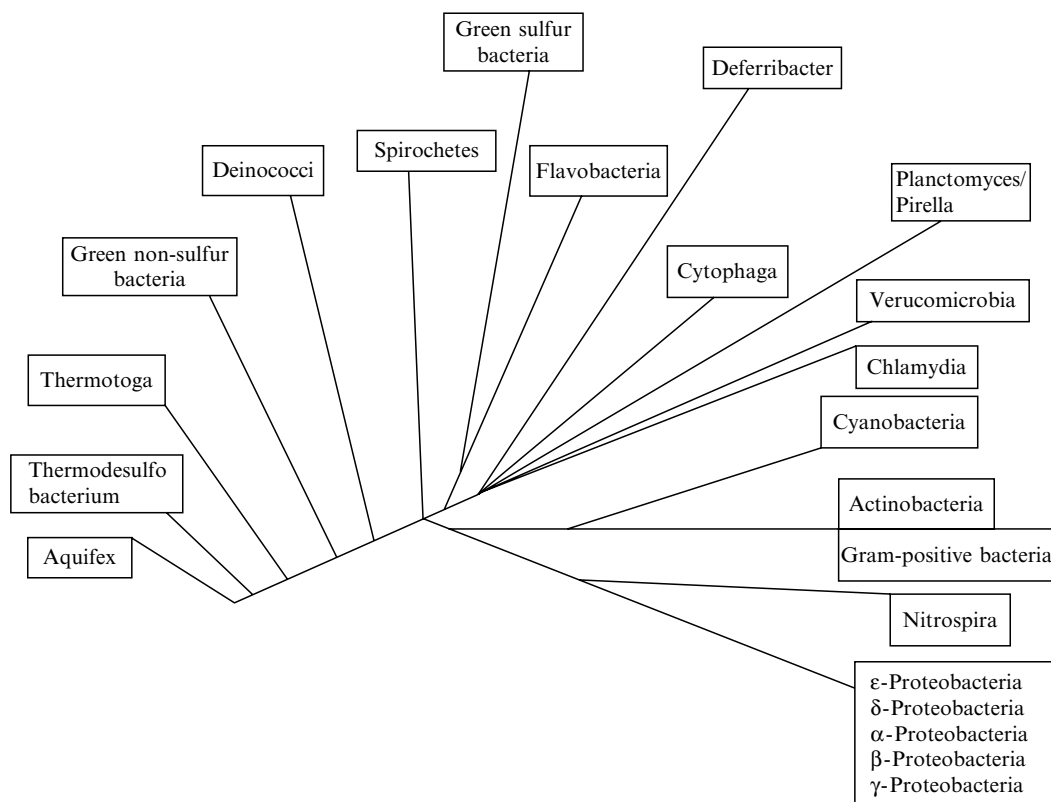 Green sulfur
bacteria
Deferribacter
Spirochetes
Deinococci
Flavobacteria
Planctomyces/
Pirella
Green non-sulfur
bacteria
Cytophaga
Verucomicrobia
Thermotoga
Chlamydia
Cyanobacteria
Thermodesulfo
bacterium
Actinobacteria
Aquifex
Gram-positive bacteria
Nitrospira
ε-Proteobacteria
δ-Proteobacteria
α-Proteobacteria
β-Proteobacteria
γ-Proteobacteria